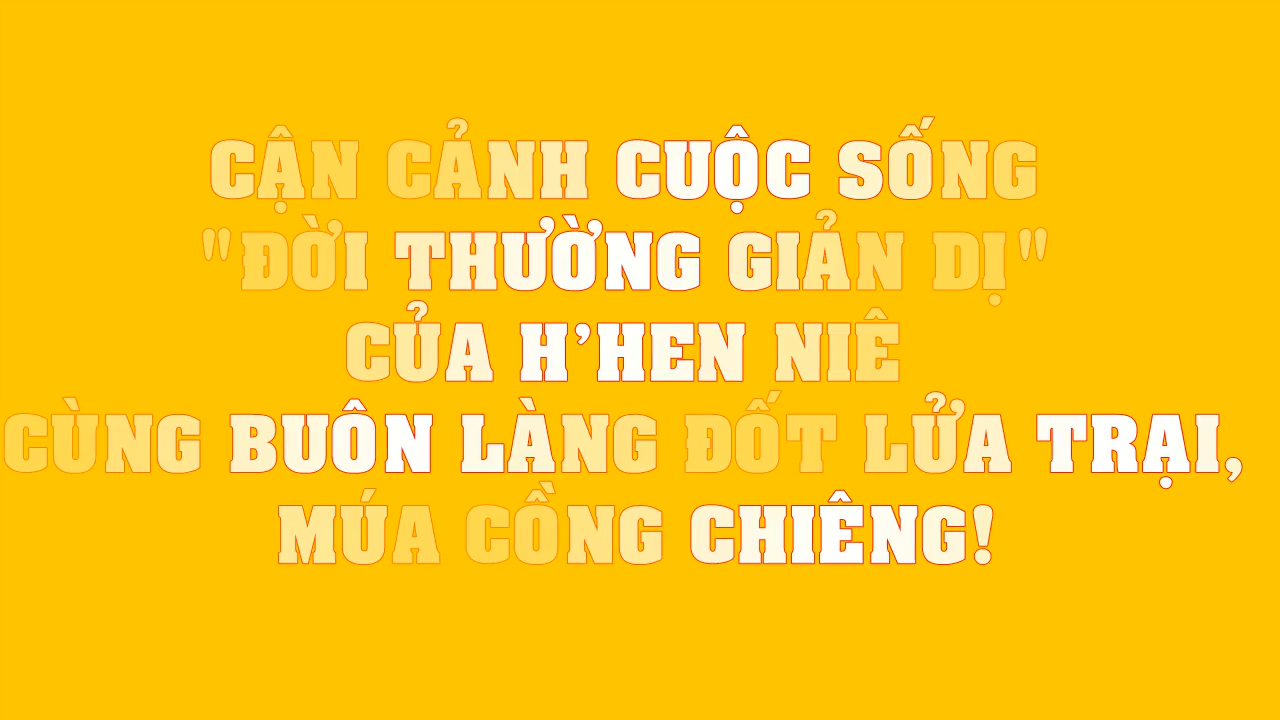 CẬN CẢNH CUỘC SỐNG
"ĐỜI THƯỜNG GIẢN DỊ"
CỦA H'HEN NIÊ
CÙNG BUÔN LÀNG ĐỐT LỬA TRẠI,
MÚA CỒNG CHIÊNG!